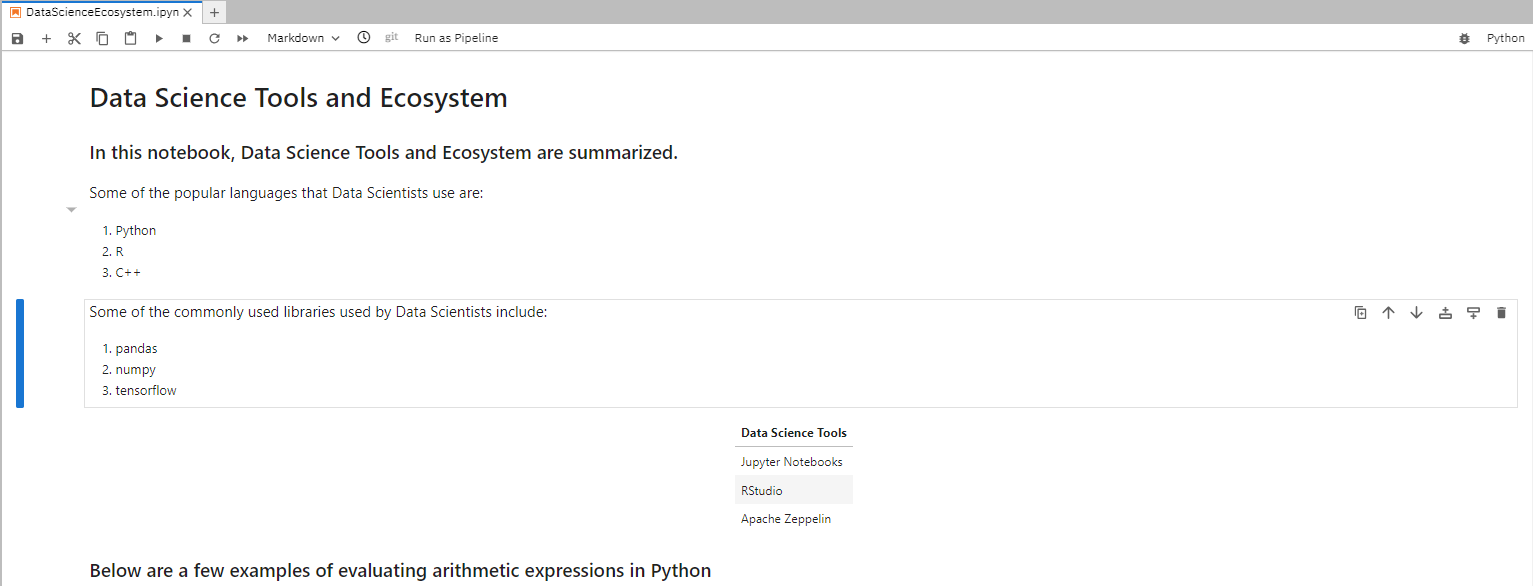 DataScienceEcosystem.ipyn
Markdown git Run as Pipeline Python
Data Science Tools and Ecosystem
In this notebook, Data Science Tools and Ecosystem are summarized.
Some of the popular languages that Data Scientists use are:
1. Python
2. R
3. C++
Some of the commonly used libraries used by Data Scientists include:
1. pandas
2. numpy
3. tensorflow
Data Science Tools
Jupyter Notebooks
RStudio
Apache Zeppelin
Below are a few examples of evaluating arithmetic expressions in Python